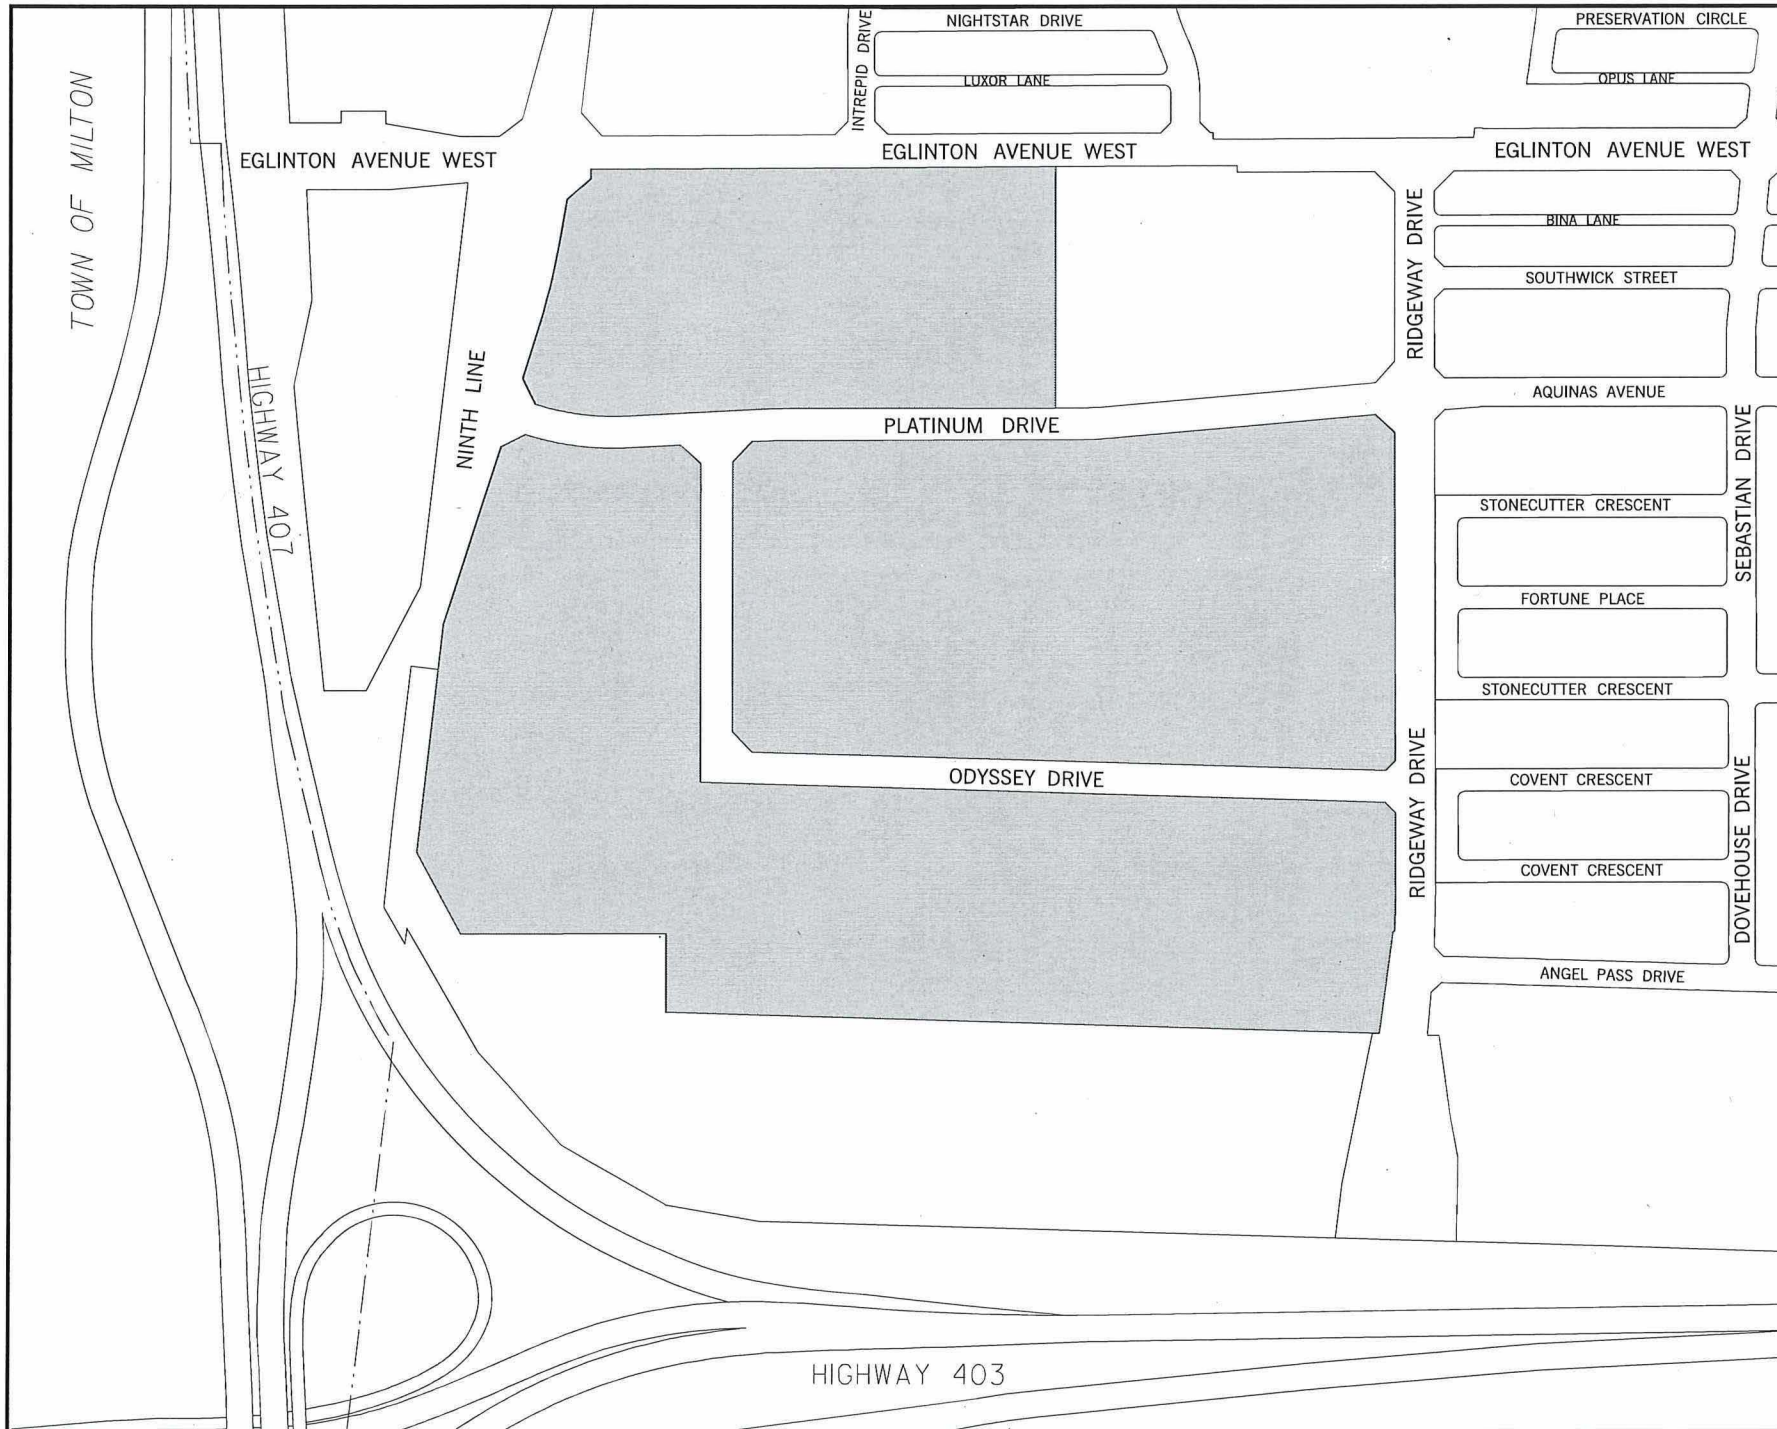 NIGHTSTAR DRIVE
PRESERVATION CIRCLE
INTREPID DRIVE
LUXOR LANE
OPUS LANE
TOWN OF MILTON
EGLINTON AVENUE WEST
EGLINTON AVENUE WEST
EGLINTON AVENUE WEST
RIDGEWAY DRIVE
BINA LANE
SOUTHWICK STREET
HIGHWAY 407
NINTH LINE
AQUINAS AVENUE
PLATINUM DRIVE
SEBASTIAN DRIVE
STONECUTTER CRESCENT
FORTUNE PLACE
STONECUTTER CRESCENT
RIDGEWAY DRIVE
ODYSSEY DRIVE
COVENT CRESCENT
DOVEHOUSE DRIVE
COVENT CRESCENT
ANGEL PASS DRIVE
HIGHWAY 403